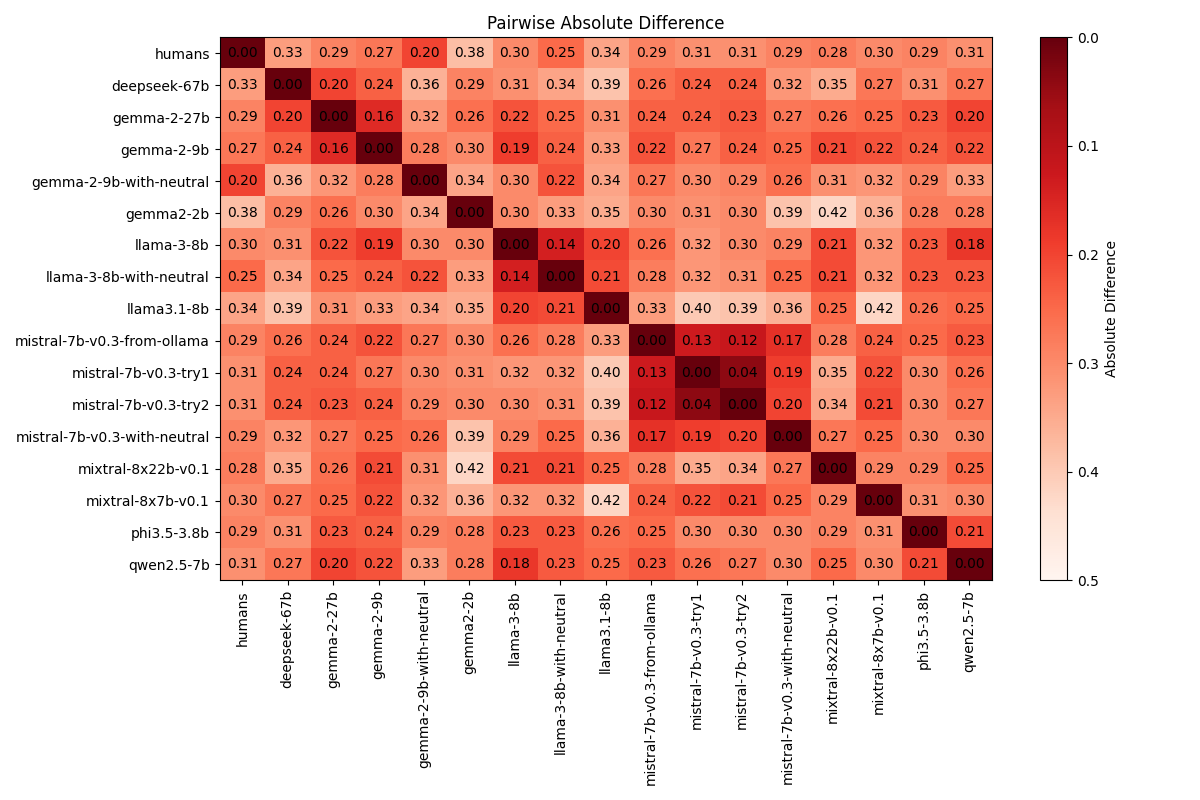 Pairwise Absolute Difference
humans 0.00 0.33 0.29 0.27 0.20 0.38 0.30 0.25 0.34 0.29 0.31 0.31 0.29 0.28 0.30 0.29 0.31
deepseek-67b 0.33 0.00 0.20 0.24 0.36 0.29 0.31 0.34 0.39 0.26 0.24 0.24 0.32 0.35 0.27 0.31 0.27
gemma-2-27b 0.29 0.20 0.00 0.16 0.32 0.26 0.22 0.25 0.31 0.24 0.24 0.23 0.27 0.26 0.25 0.23 0.20
gemma-2-9b 0.27 0.24 0.16 0.00 0.28 0.30 0.19 0.24 0.33 0.22 0.27 0.24 0.25 0.21 0.22 0.24 0.22
gemma-2-9b-with-neutral 0.20 0.36 0.32 0.28 0.00 0.34 0.30 0.22 0.34 0.27 0.30 0.29 0.26 0.31 0.32 0.29 0.33
gemma2-2b 0.38 0.29 0.26 0.30 0.34 0.00 0.30 0.33 0.35 0.30 0.31 0.30 0.39 0.42 0.36 0.28 0.28
llama-3-8b 0.30 0.31 0.22 0.19 0.30 0.30 0.00 0.14 0.20 0.26 0.32 0.30 0.29 0.21 0.32 0.23 0.18
llama-3-8b-with-neutral 0.25 0.34 0.25 0.24 0.22 0.33 0.14 0.00 0.21 0.28 0.32 0.31 0.25 0.21 0.32 0.23 0.23
llama3.1-8b 0.34 0.39 0.31 0.33 0.34 0.35 0.20 0.21 0.00 0.33 0.40 0.39 0.36 0.25 0.42 0.26 0.25
mistral-7b-v0.3-from-ollama 0.29 0.26 0.24 0.22 0.27 0.30 0.26 0.28 0.33 0.00 0.13 0.12 0.17 0.28 0.24 0.25 0.23
mistral-7b-v0.3-try1 0.31 0.24 0.24 0.27 0.30 0.31 0.32 0.32 0.40 0.13 0.00 0.04 0.19 0.35 0.22 0.30 0.26
mistral-7b-v0.3-try2 0.31 0.24 0.23 0.24 0.29 0.30 0.30 0.31 0.39 0.12 0.04 0.00 0.20 0.34 0.21 0.30 0.27
mistral-7b-v0.3-with-neutral 0.29 0.32 0.27 0.25 0.26 0.39 0.29 0.25 0.36 0.17 0.19 0.20 0.00 0.27 0.25 0.30 0.30
mixtral-8x22b-v0.1 0.28 0.35 0.26 0.21 0.31 0.42 0.21 0.21 0.25 0.28 0.35 0.34 0.27 0.00 0.29 0.29 0.25
mixtral-8x7b-v0.1 0.30 0.27 0.25 0.22 0.32 0.36 0.32 0.32 0.42 0.24 0.22 0.21 0.25 0.29 0.00 0.31 0.30
phi3.5-3.8b 0.29 0.31 0.23 0.24 0.29 0.28 0.23 0.23 0.26 0.25 0.30 0.30 0.30 0.29 0.31 0.00 0.21
qwen2.5-7b 0.31 0.27 0.20 0.22 0.33 0.28 0.18 0.23 0.25 0.23 0.26 0.27 0.30 0.25 0.30 0.21 0.00
humans
deepseek-67b
gemma-2-27b
gemma-2-9b
gemma-2-9b-with-neutral
gemma2-2b
llama-3-8b
llama-3-8b-with-neutral
llama3.1-8b
mistral-7b-v0.3-from-ollama
mistral-7b-v0.3-try1
mistral-7b-v0.3-try2
mistral-7b-v0.3-with-neutral
mixtral-8x22b-v0.1
mixtral-8x7b-v0.1
phi3.5-3.8b
qwen2.5-7b
0.0
0.1
0.2
0.3
0.4
0.5
Absolute Difference